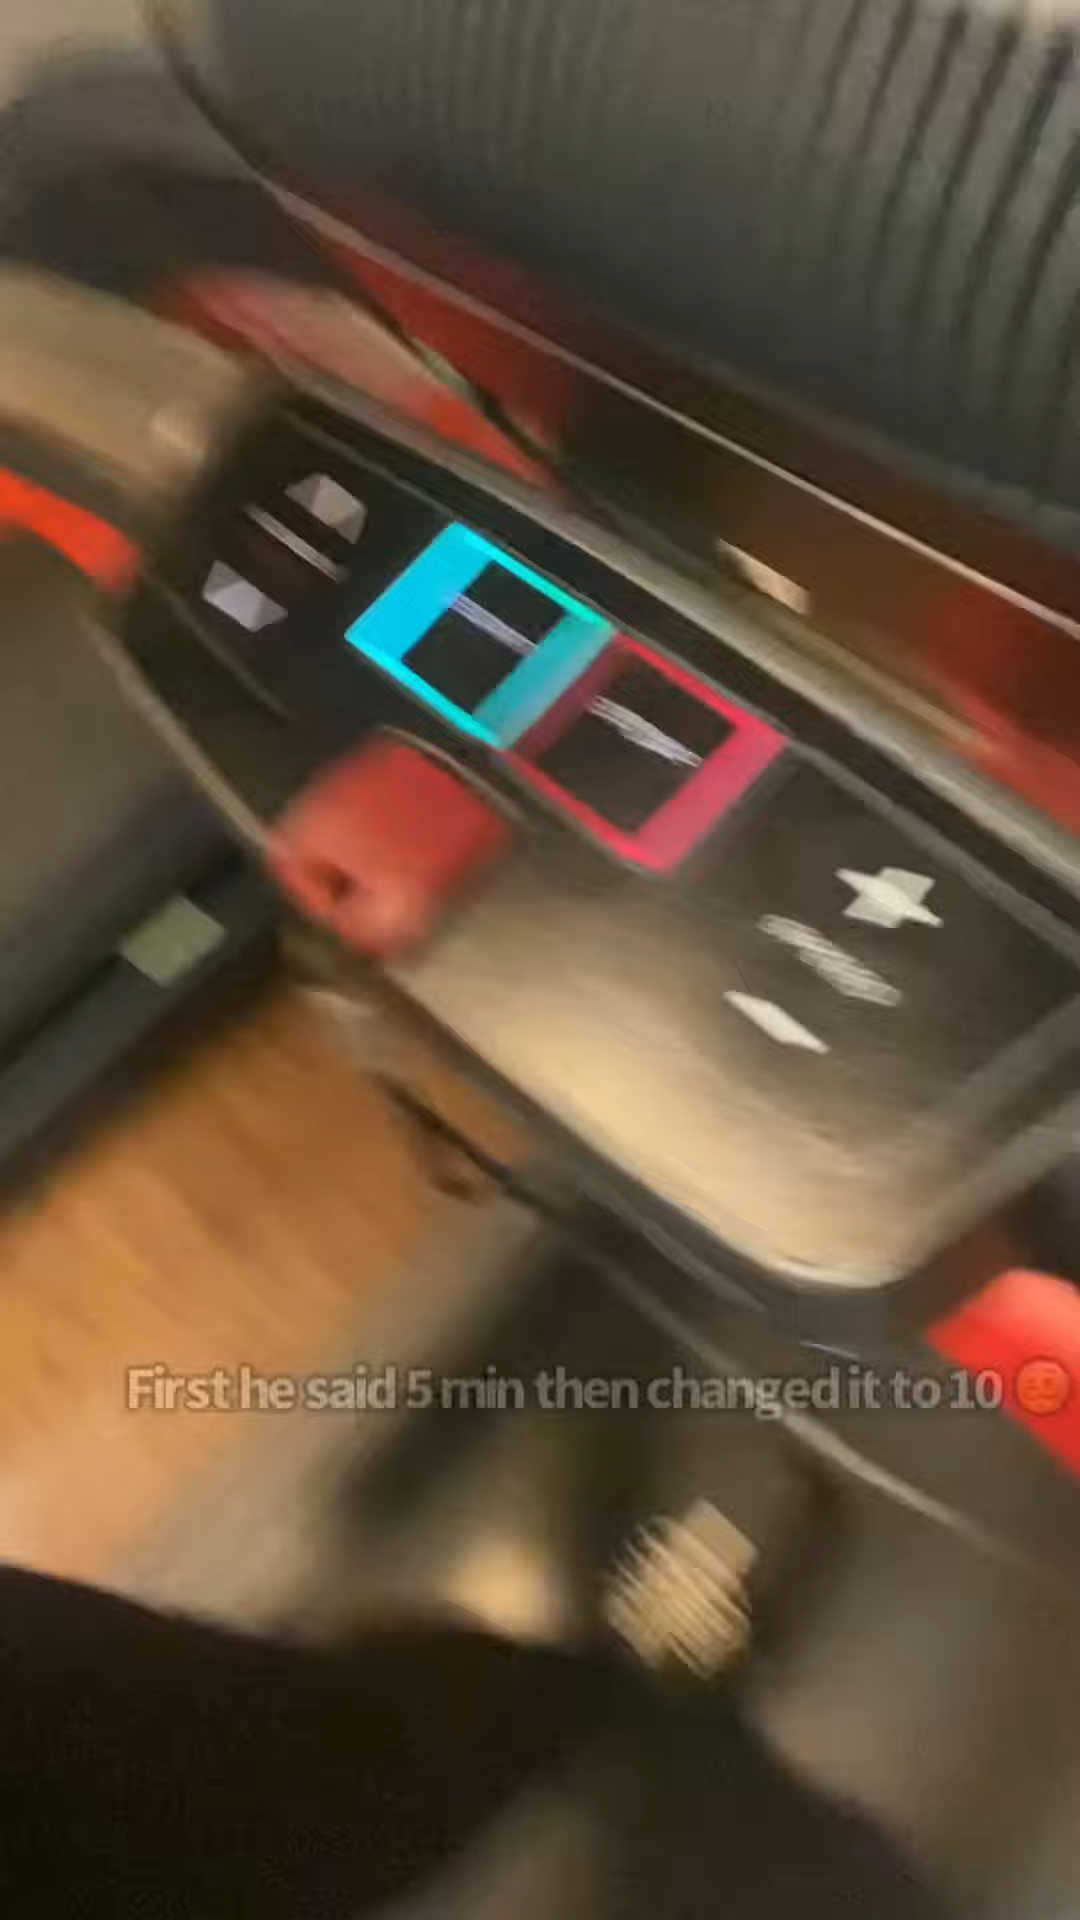 First he said 5 min then changed it to 10 😡